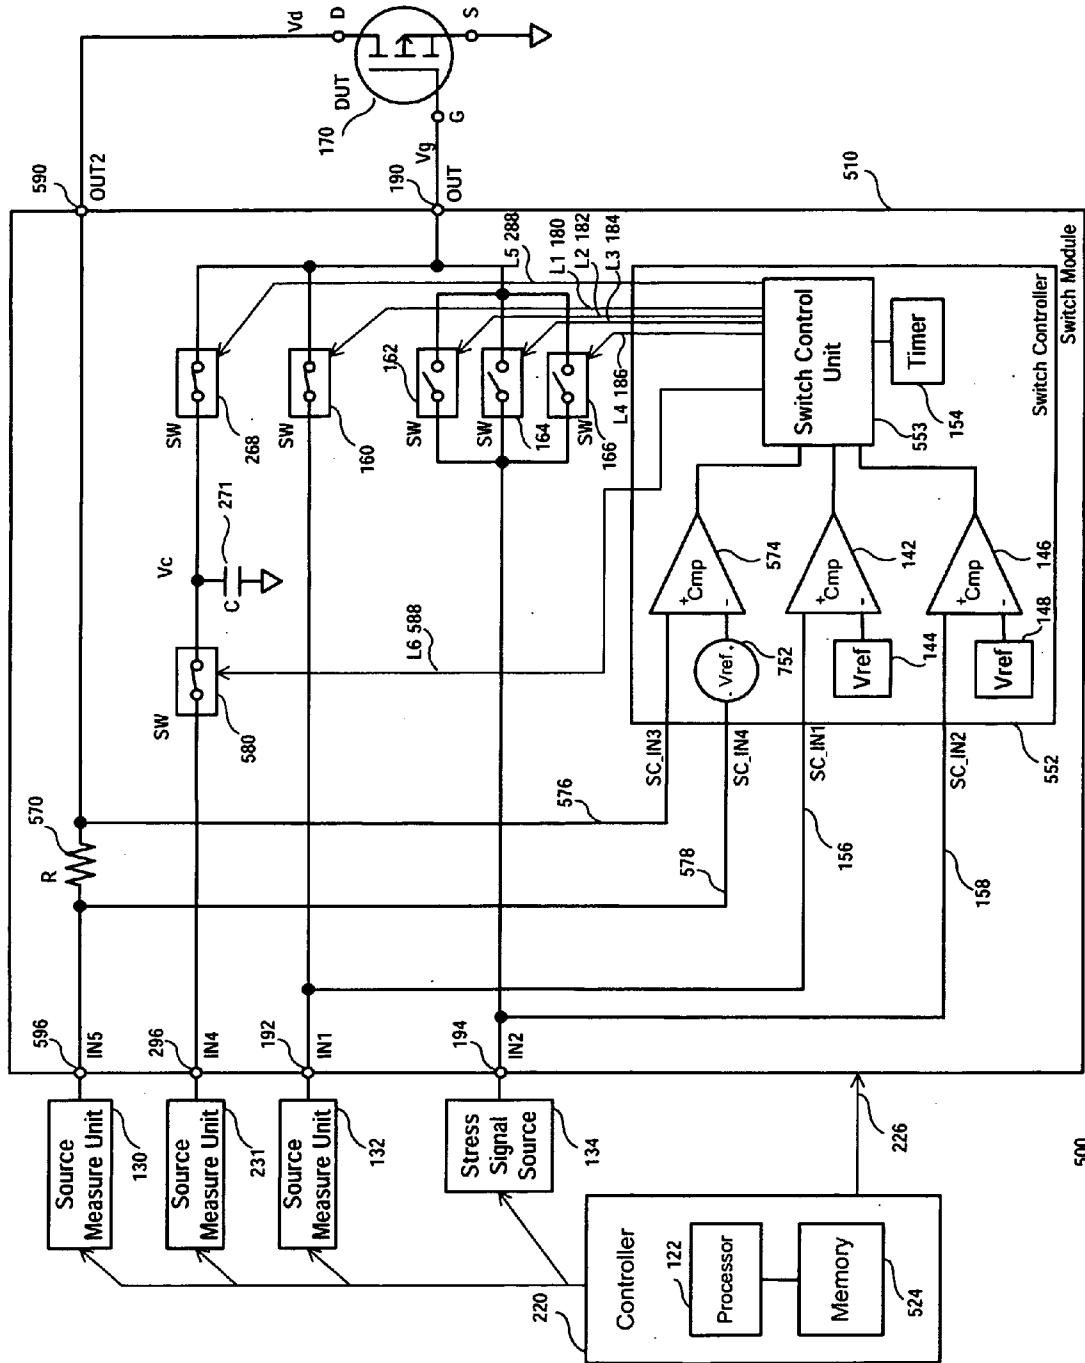 596
IN5
Source
Measure Unit
130
R
570
590
OUT2
Vd
D
DUT
170
S
G
Vg
190
OUT
296
IN4
Source
Measure Unit
231
SW
580
Vc
C
271
SW
268
192
IN1
Source
Measure Unit
132
SW
160
194
IN2
Stress
Signal
Source
134
SW
162
SW
164
SW
166
L5 288
L1 180
L2 182
L3 184
L4 186
L6 588
576
578
156
158
SC_IN3
SC_IN4
SC_IN1
SC_IN2
552
+
Cmp
-
574
- Vref +
752
+
Cmp
-
142
Vref
144
+
Cmp
-
146
Vref
148
Switch Control
Unit
553
Timer
154
Switch Controller
Switch Module
510
220
Controller
122
Processor
Memory
524
226
500